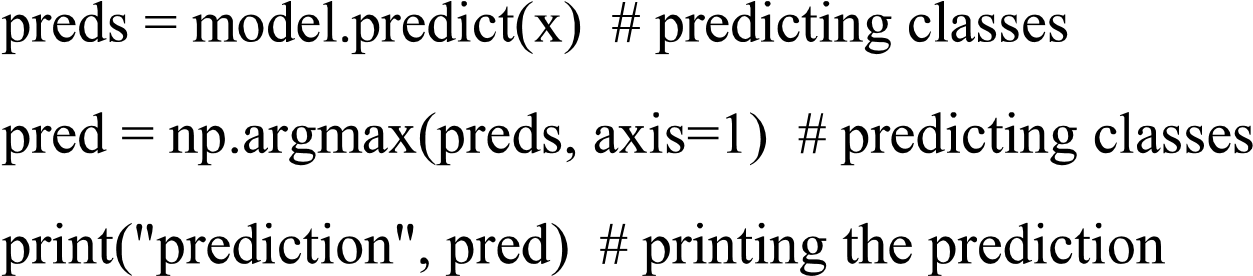 preds = model.predict(x)  # predicting classes
pred = np.argmax(preds, axis=1)  # predicting classes
print("prediction", pred)  # printing the prediction